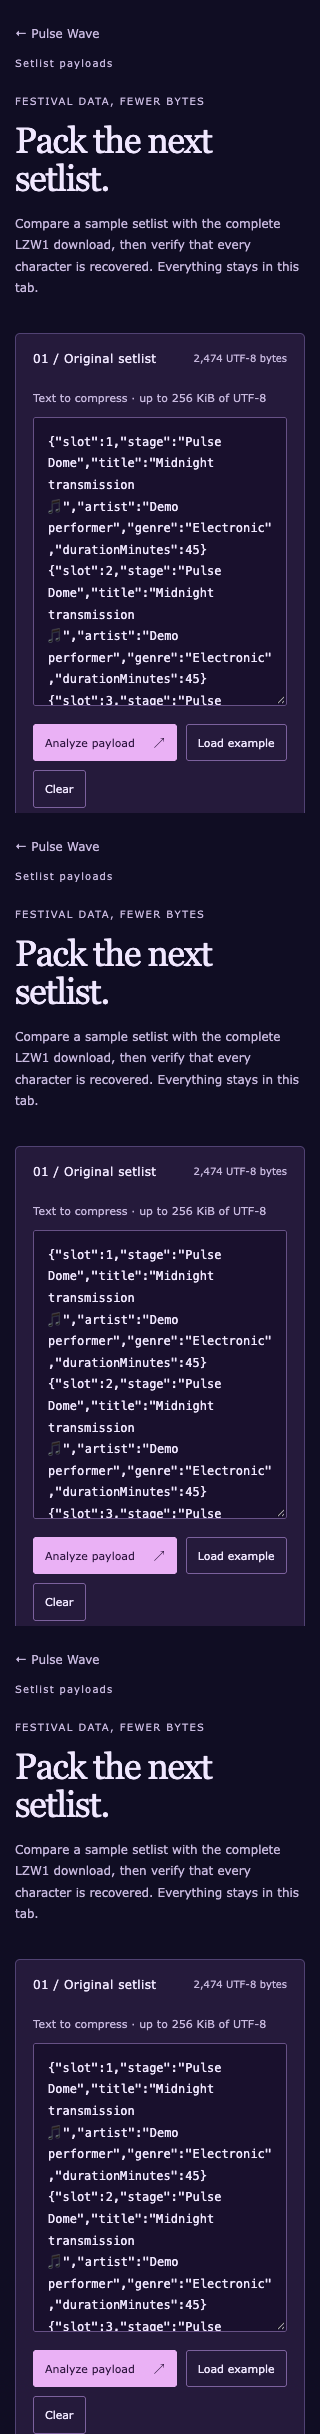 ← Pulse Wave
Setlist payloads
FESTIVAL DATA, FEWER BYTES
Pack the next
setlist.
Compare a sample setlist with the complete
LZW1 download, then verify that every
character is recovered. Everything stays in this
tab.
01 / Original setlist 2,474 UTF-8 bytes
Text to compress · up to 256 KiB of UTF-8
{"slot":1,"stage":"Pulse
Dome","title":"Midnight
transmission
🎵","artist":"Demo
performer","genre":"Electronic"
,"durationMinutes":45}
{"slot":2,"stage":"Pulse
Dome","title":"Midnight
transmission
🎵","artist":"Demo
performer","genre":"Electronic"
,"durationMinutes":45}
{"slot":3,"stage":"Pulse
Analyze payload ↗ Load example
Clear
← Pulse Wave
Setlist payloads
FESTIVAL DATA, FEWER BYTES
Pack the next
setlist.
Compare a sample setlist with the complete
LZW1 download, then verify that every
character is recovered. Everything stays in this
tab.
01 / Original setlist 2,474 UTF-8 bytes
Text to compress · up to 256 KiB of UTF-8
{"slot":1,"stage":"Pulse
Dome","title":"Midnight
transmission
🎵","artist":"Demo
performer","genre":"Electronic"
,"durationMinutes":45}
{"slot":2,"stage":"Pulse
Dome","title":"Midnight
transmission
🎵","artist":"Demo
performer","genre":"Electronic"
,"durationMinutes":45}
{"slot":3,"stage":"Pulse
Analyze payload ↗ Load example
Clear
← Pulse Wave
Setlist payloads
FESTIVAL DATA, FEWER BYTES
Pack the next
setlist.
Compare a sample setlist with the complete
LZW1 download, then verify that every
character is recovered. Everything stays in this
tab.
01 / Original setlist 2,474 UTF-8 bytes
Text to compress · up to 256 KiB of UTF-8
{"slot":1,"stage":"Pulse
Dome","title":"Midnight
transmission
🎵","artist":"Demo
performer","genre":"Electronic"
,"durationMinutes":45}
{"slot":2,"stage":"Pulse
Dome","title":"Midnight
transmission
🎵","artist":"Demo
performer","genre":"Electronic"
,"durationMinutes":45}
{"slot":3,"stage":"Pulse
Analyze payload ↗ Load example
Clear